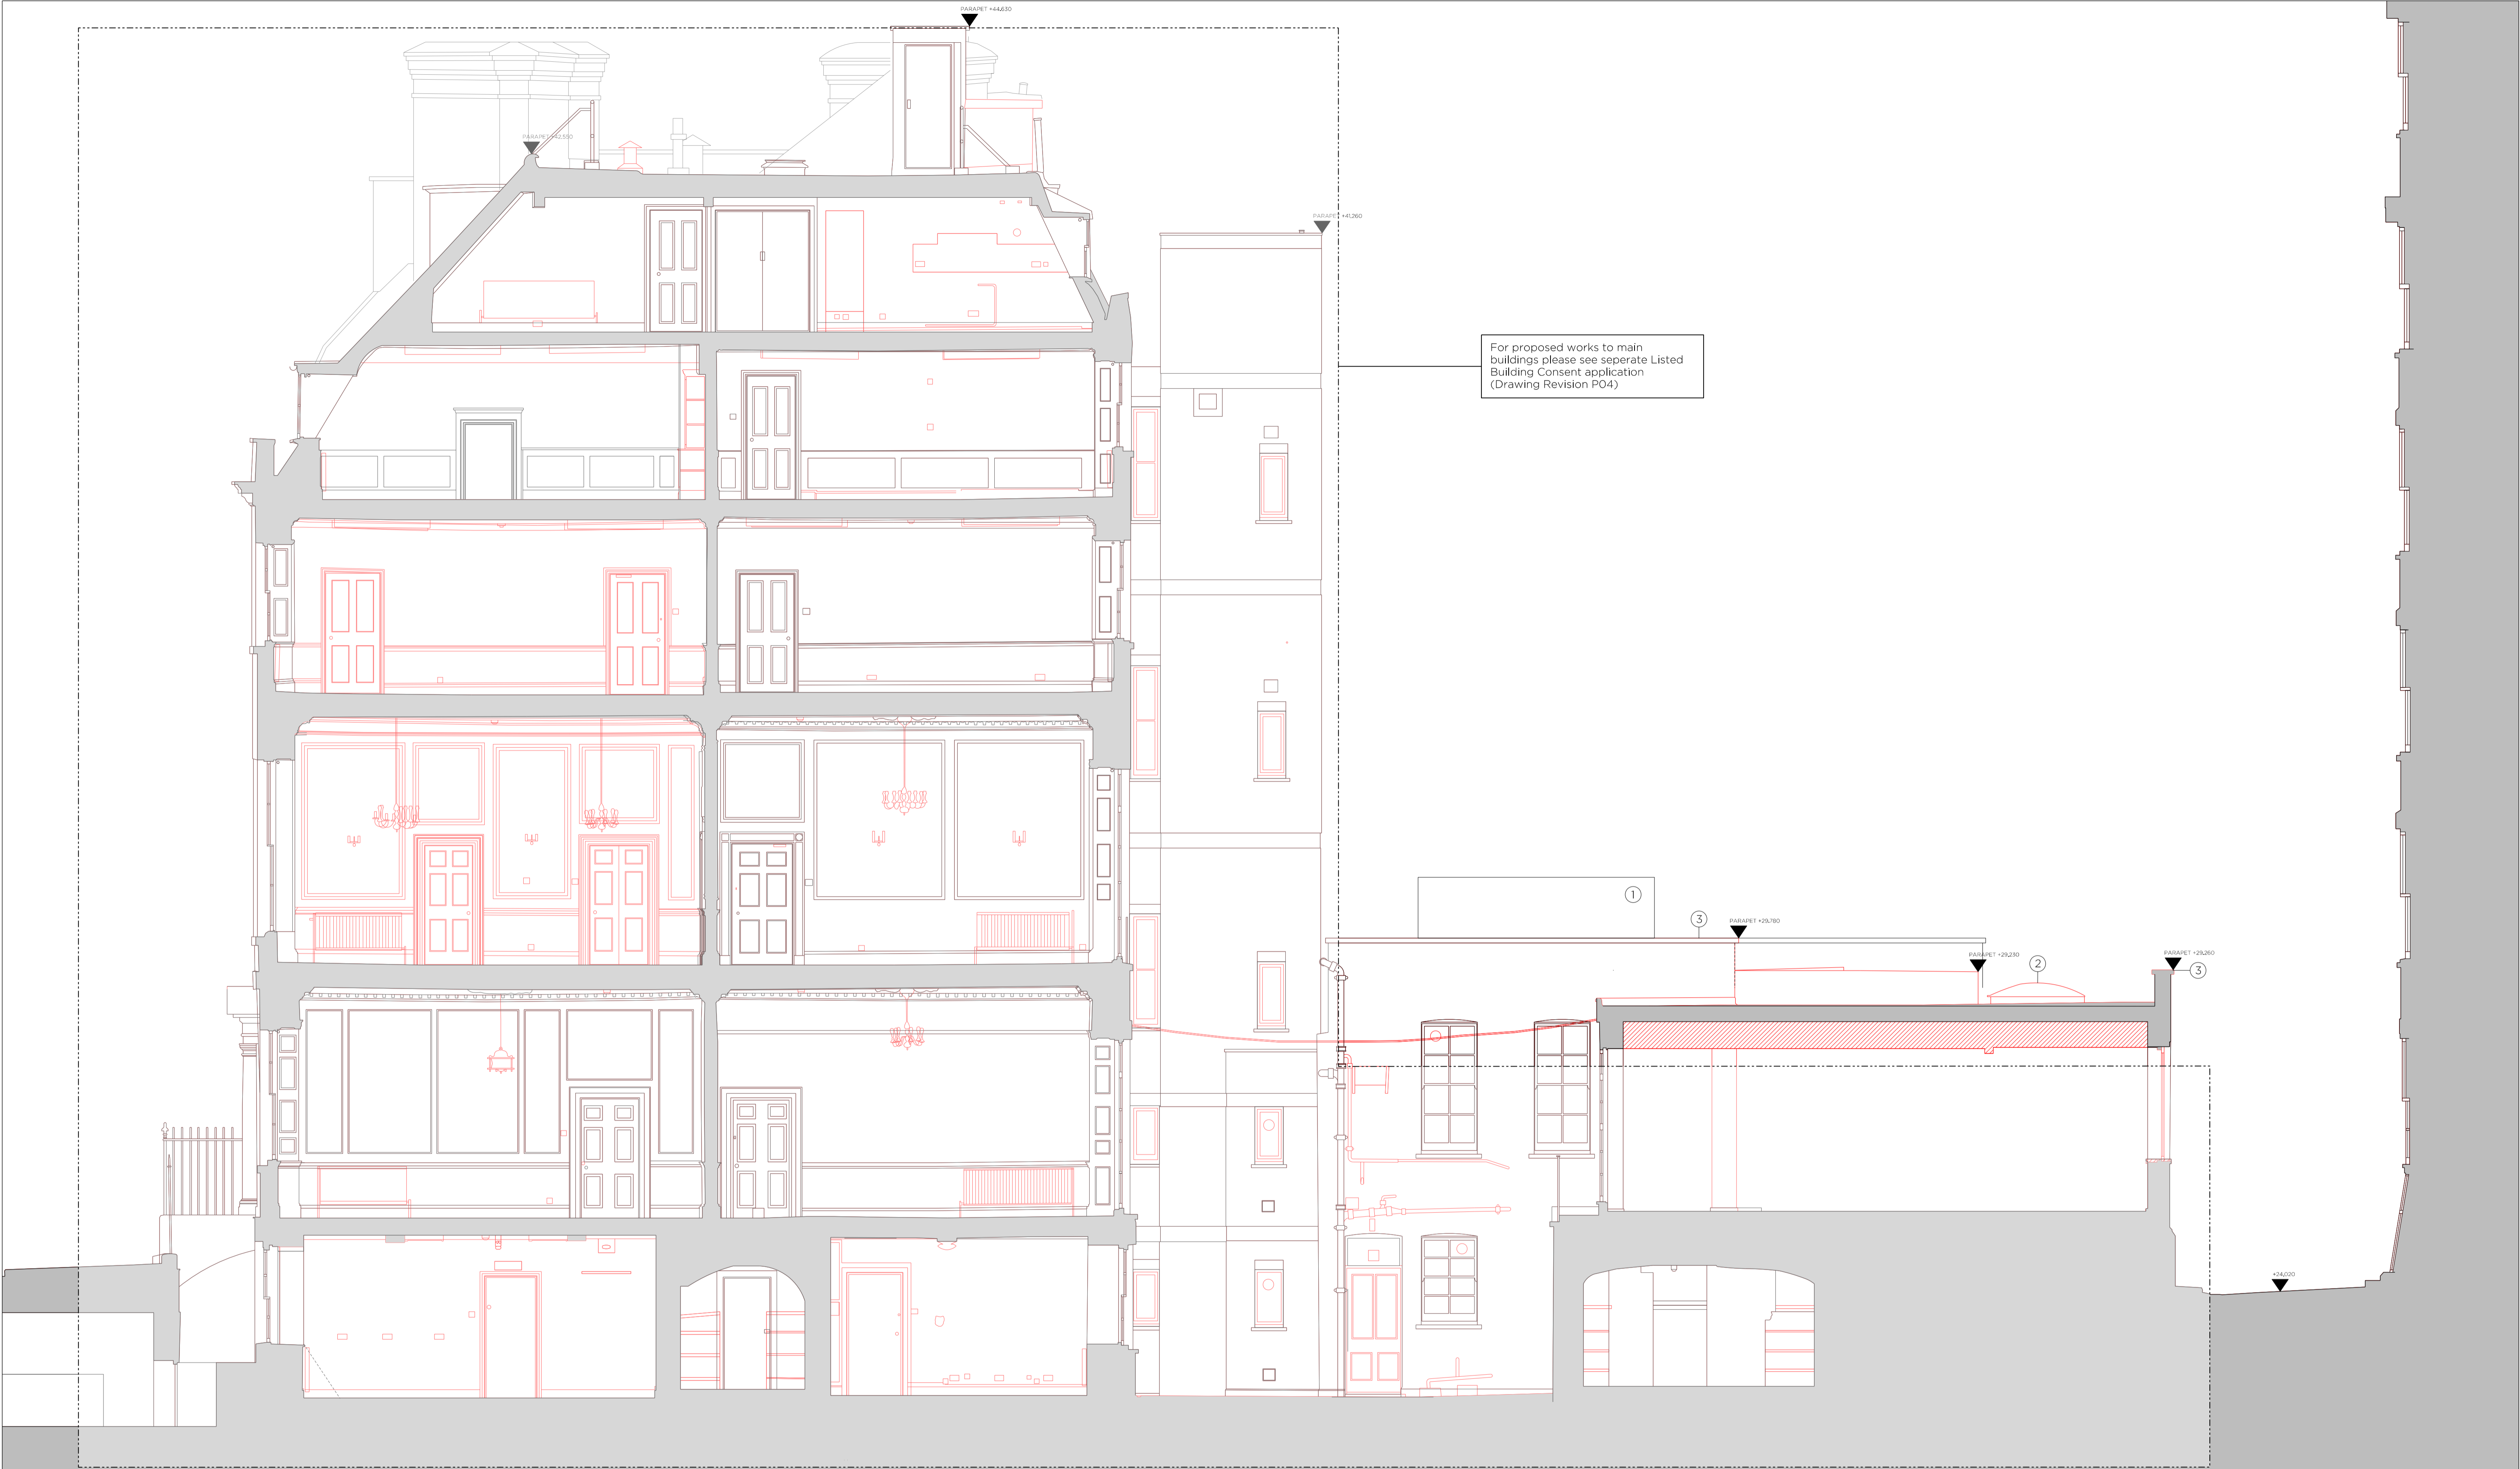 PARAPET +44,630
PARAPET +42,550
PARAPET +41,260
For proposed works to main
buildings please see seperate Listed
Building Consent application
(Drawing Revision P04)
1
3
PARAPET +29,780
PARAPET +29,230
2
PARAPET +29,260
3
+24,020